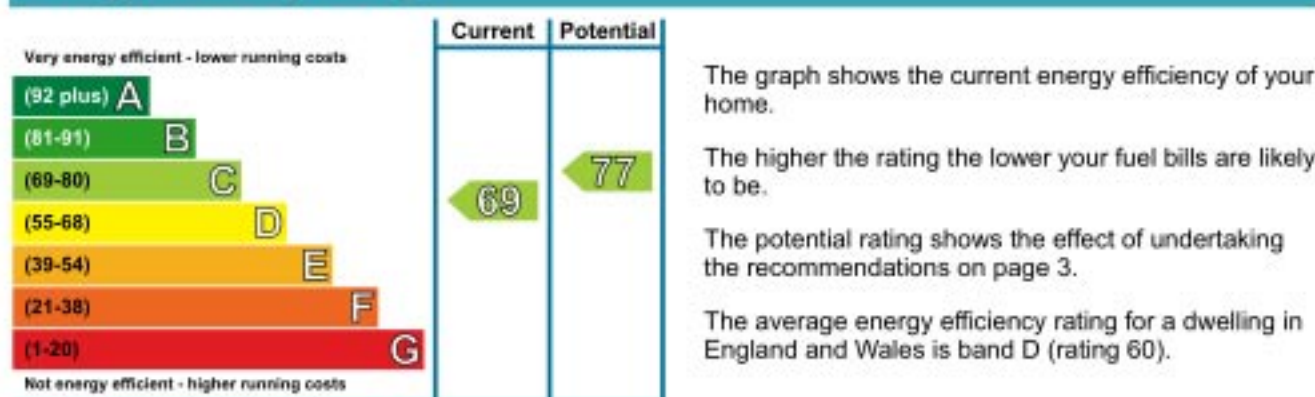 Current Potential
Very energy efficient - lower running costs
(92 plus) A
(81-91) B
(69-80) C
(55-68) D
(39-54) E
(21-38) F
(1-20) G
Not energy efficient - higher running costs
69
77
The graph shows the current energy efficiency of your
home.
The higher the rating the lower your fuel bills are likely
to be.
The potential rating shows the effect of undertaking
the recommendations on page 3.
The average energy efficiency rating for a dwelling in
England and Wales is band D (rating 60).